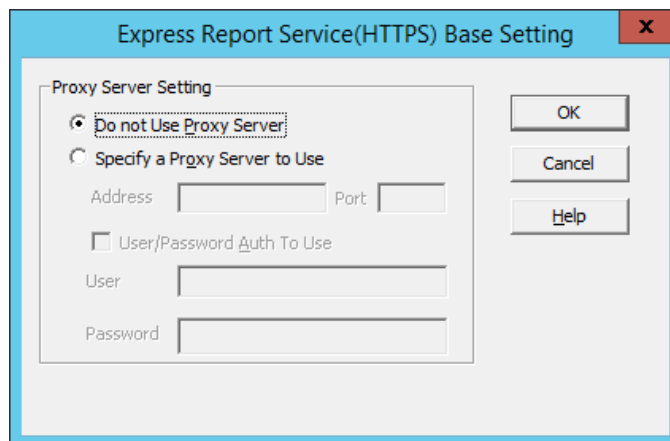 Express Report Service(HTTPS) Base Setting
x
Proxy Server Setting
Do not Use Proxy Server
Specify a Proxy Server to Use
Address Port
User/Password Auth To Use
User
Password
OK
Cancel
Help